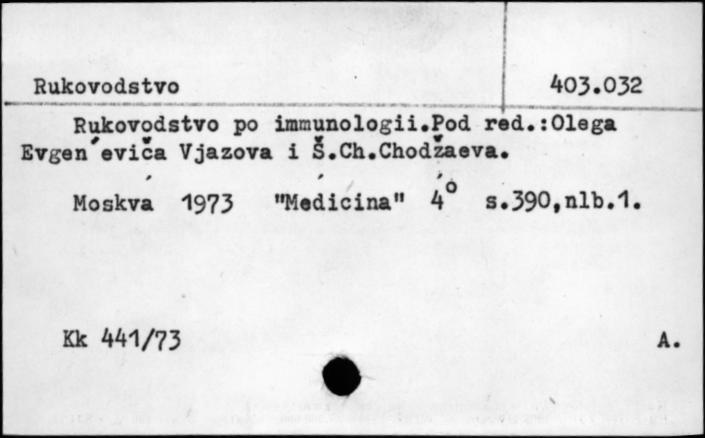 Rukovodstvo 403.032
Rukovodstvo po immunologii.Pod red.:Olega
Evgen´eviča Vjazova i Š.Ch.Chodžaeva.
Moskva 1973 "Medicina" 4° s.390,nlb.1.
Kk 441/73 A.